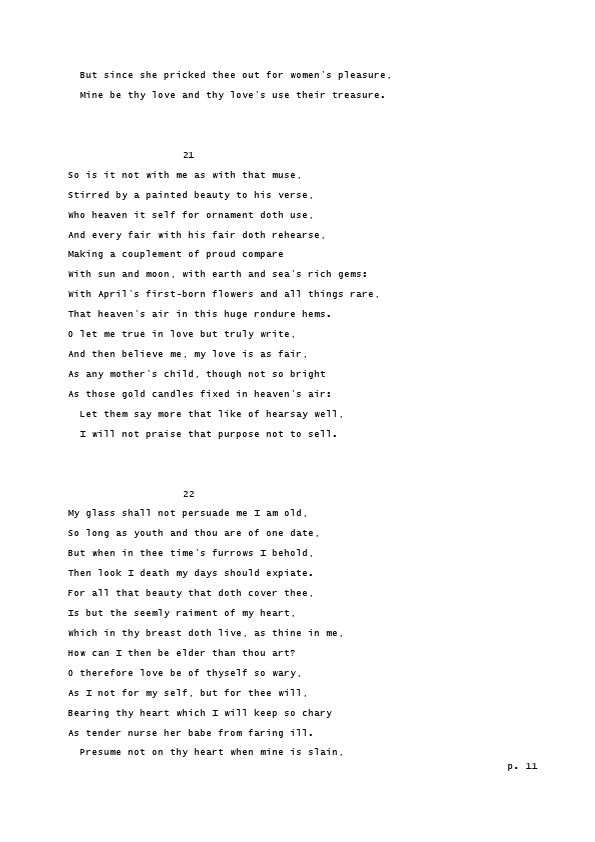 But since she pricked thee out for women's pleasure,
Mine be thy love and thy love's use their treasure.
21
So is it not with me as with that muse,
Stirred by a painted beauty to his verse,
Who heaven it self for ornament doth use,
And every fair with his fair doth rehearse,
Making a couplement of proud compare
With sun and moon, with earth and sea's rich gems:
With April's first-born flowers and all things rare,
That heaven's air in this huge rondure hems.
O let me true in love but truly write,
And then believe me, my love is as fair,
As any mother's child, though not so bright
As those gold candles fixed in heaven's air:
Let them say more that like of hearsay well,
I will not praise that purpose not to sell.
22
My glass shall not persuade me I am old,
So long as youth and thou are of one date,
But when in thee time's furrows I behold,
Then look I death my days should expiate.
For all that beauty that doth cover thee,
Is but the seemly raiment of my heart,
Which in thy breast doth live, as thine in me,
How can I then be elder than thou art?
O therefore love be of thyself so wary,
As I not for my self, but for thee will,
Bearing thy heart which I will keep so chary
As tender nurse her babe from faring ill.
Presume not on thy heart when mine is slain,
p. 11